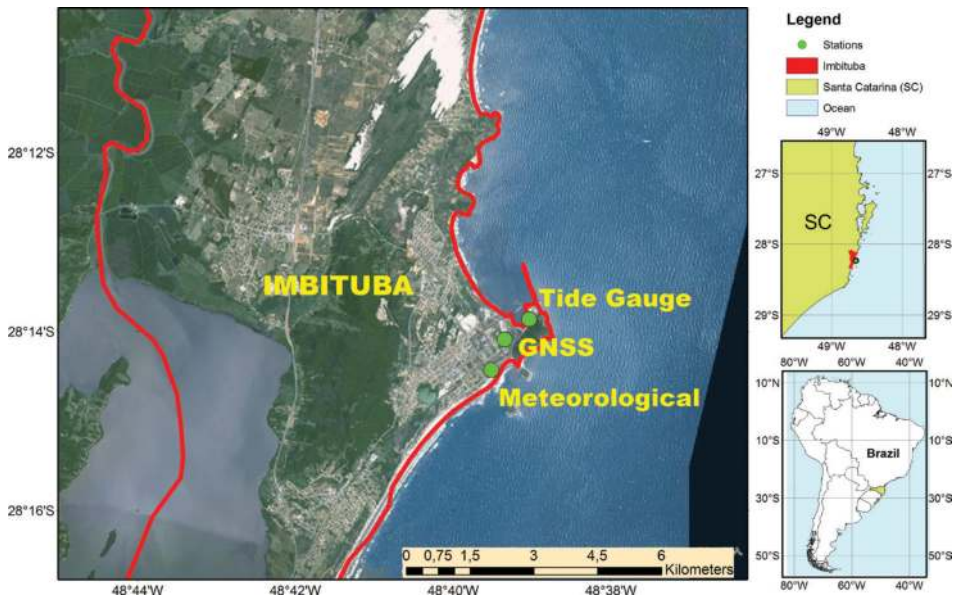 28°12'S
28°14'S
28°16'S
48°44'W
48°42'W
48°40'W
48°38'W
IMBITUBA
Tide Gauge
GNSS
Meteorological
0 0,75 1,5 3 4,5 6
Kilometers
Legend
Stations
Imbituba
Santa Catarina (SC)
Ocean
49°W 48°W
27°S 27°S
SC
28°S 28°S
29°S 29°S
49°W 48°W
80°W 60°W 40°W
10°N 10°N
Brazil
10°S 10°S
30°S 30°S
50°S 50°S
80°W 60°W 40°W